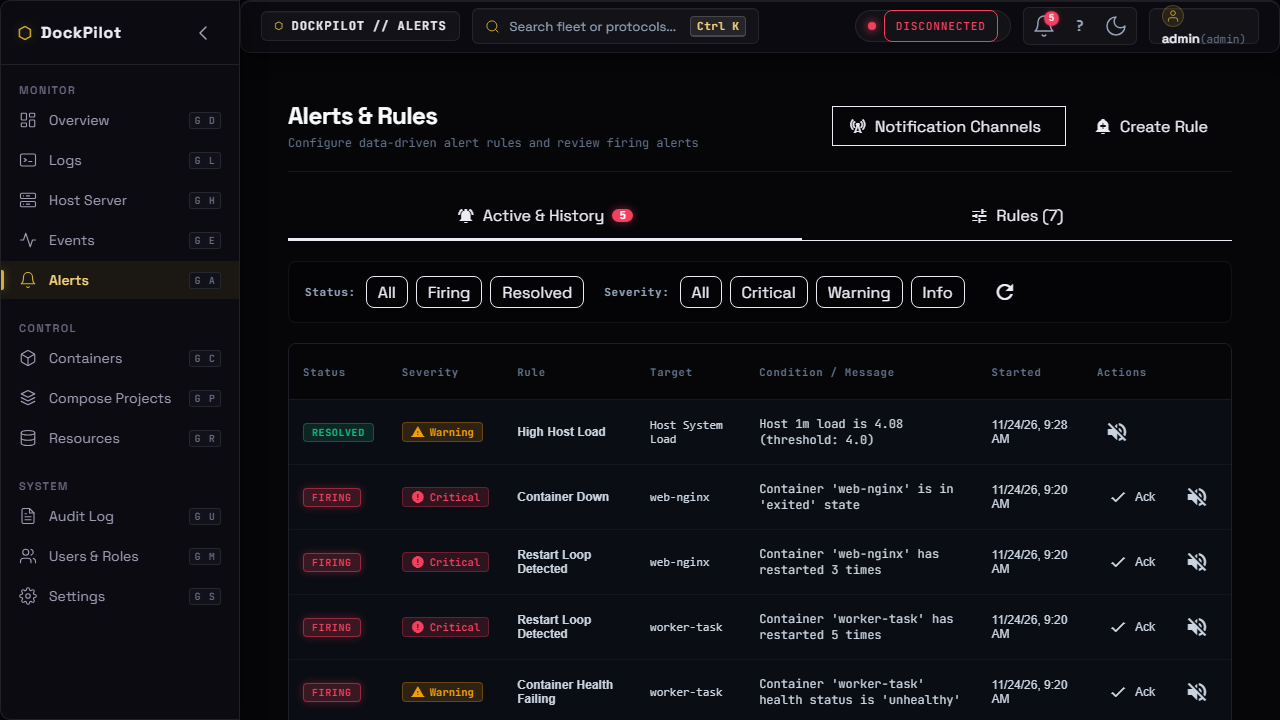 DockPilot
MONITOR
Overview G D
Logs G L
Host Server G H
Events G E
Alerts G A
CONTROL
Containers G C
Compose Projects G P
Resources G R
SYSTEM
Audit Log G U
Users & Roles G M
Settings G S
DOCKPILOT // ALERTS
Search fleet or protocols... Ctrl K
DISCONNECTED
5
?
admin(admin)
Alerts & Rules
Configure data-driven alert rules and review firing alerts
Notification Channels
Create Rule
Active & History 5
Rules (7)
Status: All Firing Resolved Severity: All Critical Warning Info
Status Severity Rule Target Condition / Message Started Actions
RESOLVED Warning High Host Load Host System Load Host 1m load is 4.08 (threshold: 4.0) 11/24/26, 9:28 AM
FIRING Critical Container Down web-nginx Container 'web-nginx' is in 'exited' state 11/24/26, 9:20 AM Ack
FIRING Critical Restart Loop Detected web-nginx Container 'web-nginx' has restarted 3 times 11/24/26, 9:20 AM Ack
FIRING Critical Restart Loop Detected worker-task Container 'worker-task' has restarted 5 times 11/24/26, 9:20 AM Ack
FIRING Warning Container Health Failing worker-task Container 'worker-task' health status is 'unhealthy' 11/24/26, 9:20 AM Ack